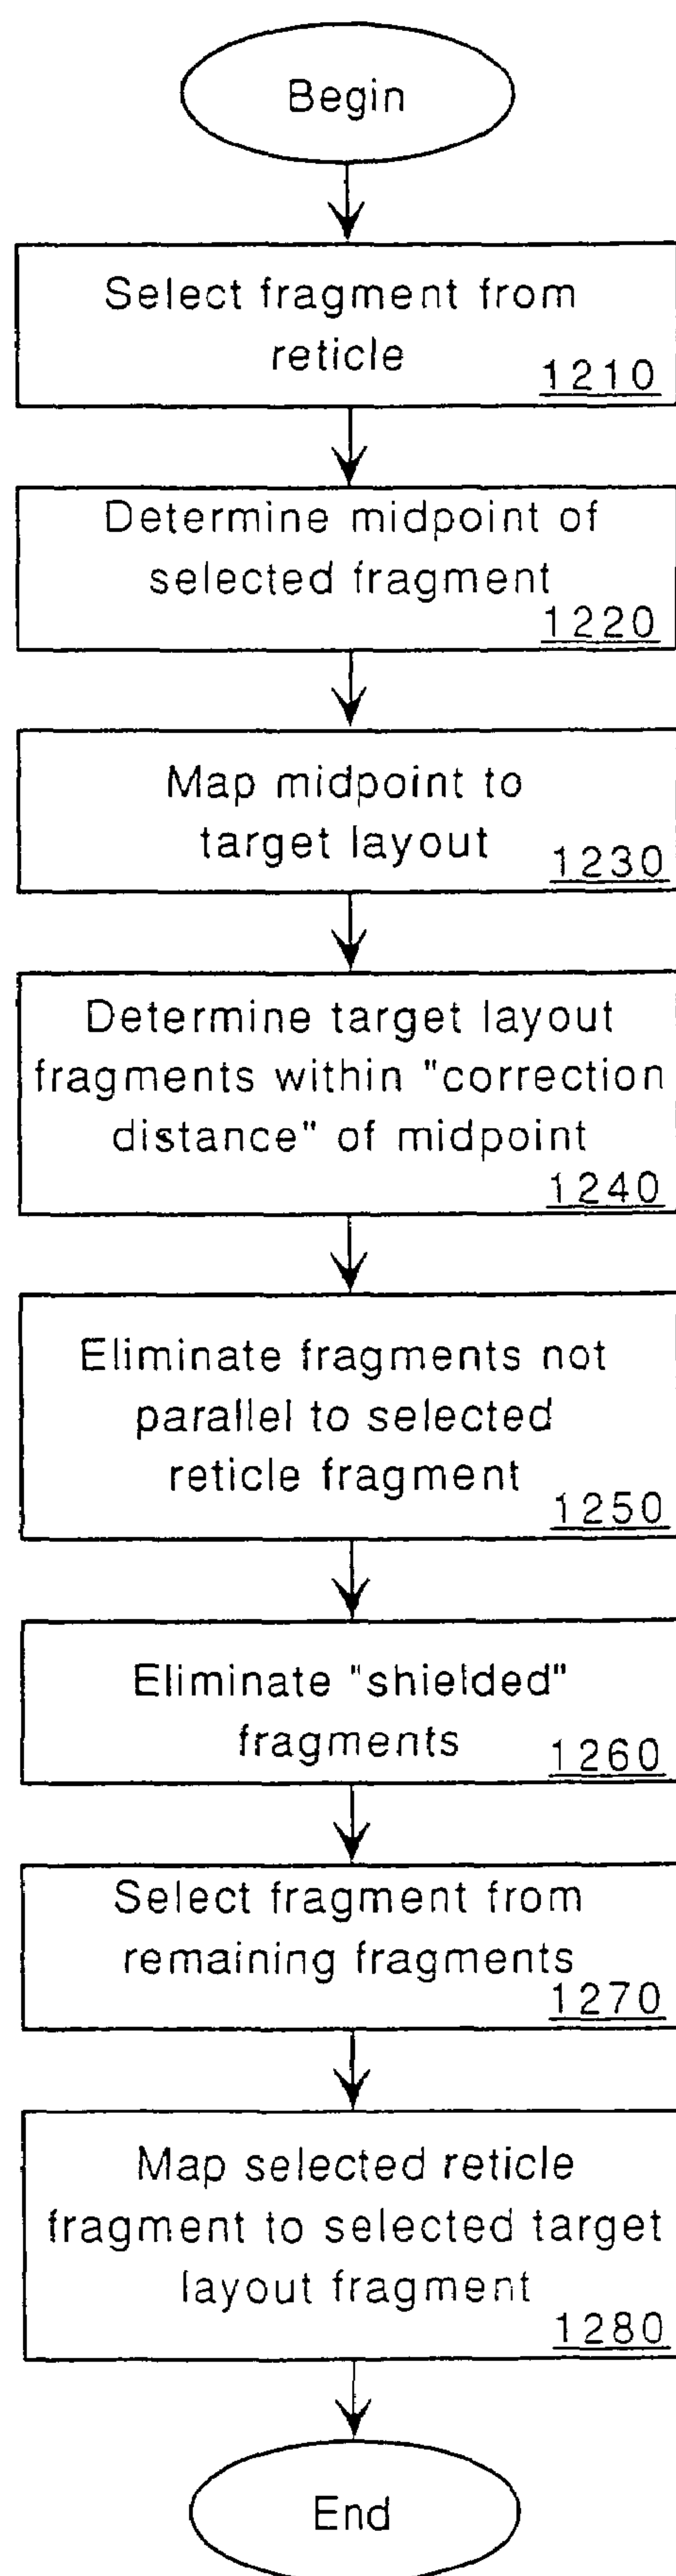 Begin
Select fragment from
reticle
1210
Determine midpoint of
selected fragment
1220
Map midpoint to
target layout
1230
Determine target layout
fragments within "correction
distance" of midpoint
1240
Eliminate fragments not
parallel to selected
reticle fragment
1250
Eliminate "shielded"
fragments
1260
Select fragment from
remaining fragments
1270
Map selected reticle
fragment to selected target
layout fragment
1280
End